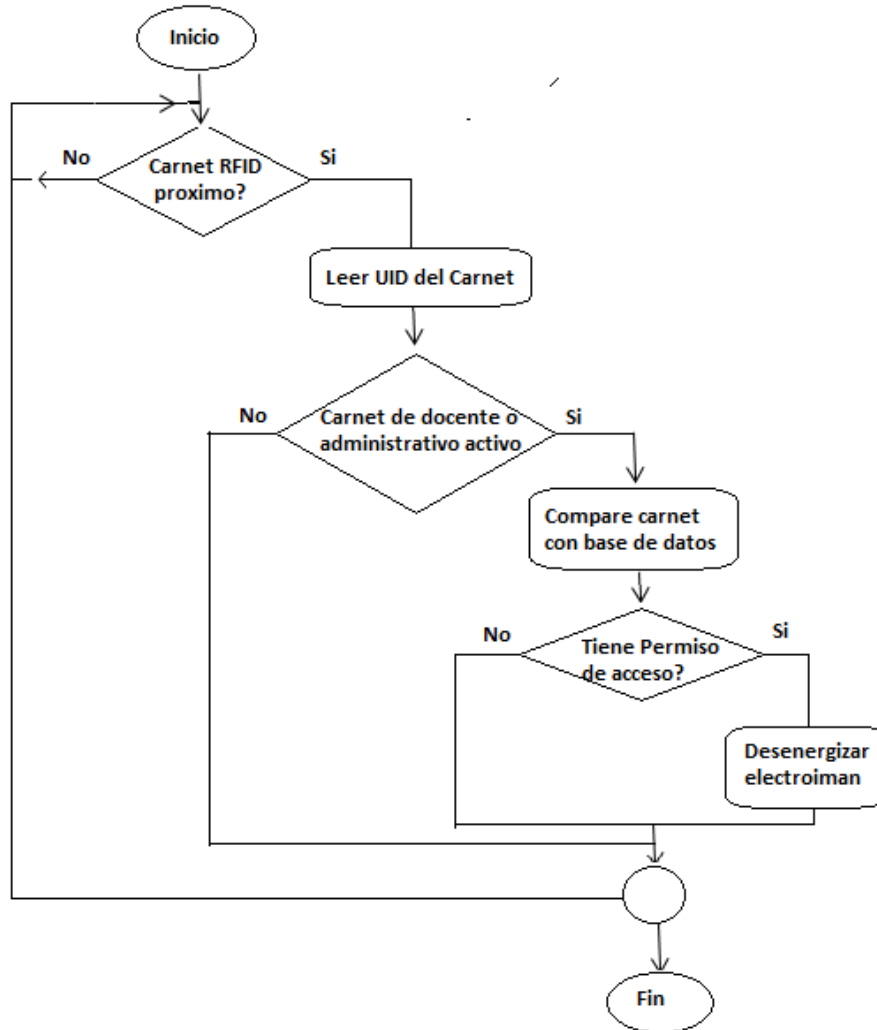 Inicio
No
Carnet RFID
proximo?
Si
Leer UID del Carnet
No
Carnet de docente o
administrativo activo
Si
Compare carnet
con base de datos
No
Tiene Permiso
de acceso?
Si
Desenergizar
electroiman
Fin